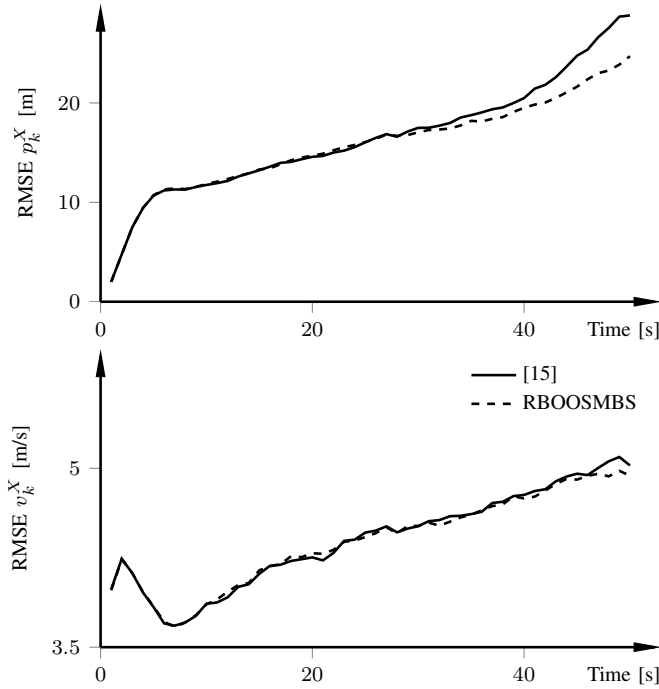 RMSE p_k^X [m]
20
10
0
0 20 40 Time [s]
[15]
RBOOSMBS
RMSE v_k^X [m/s]
5
3.5
0 20 40 Time [s]